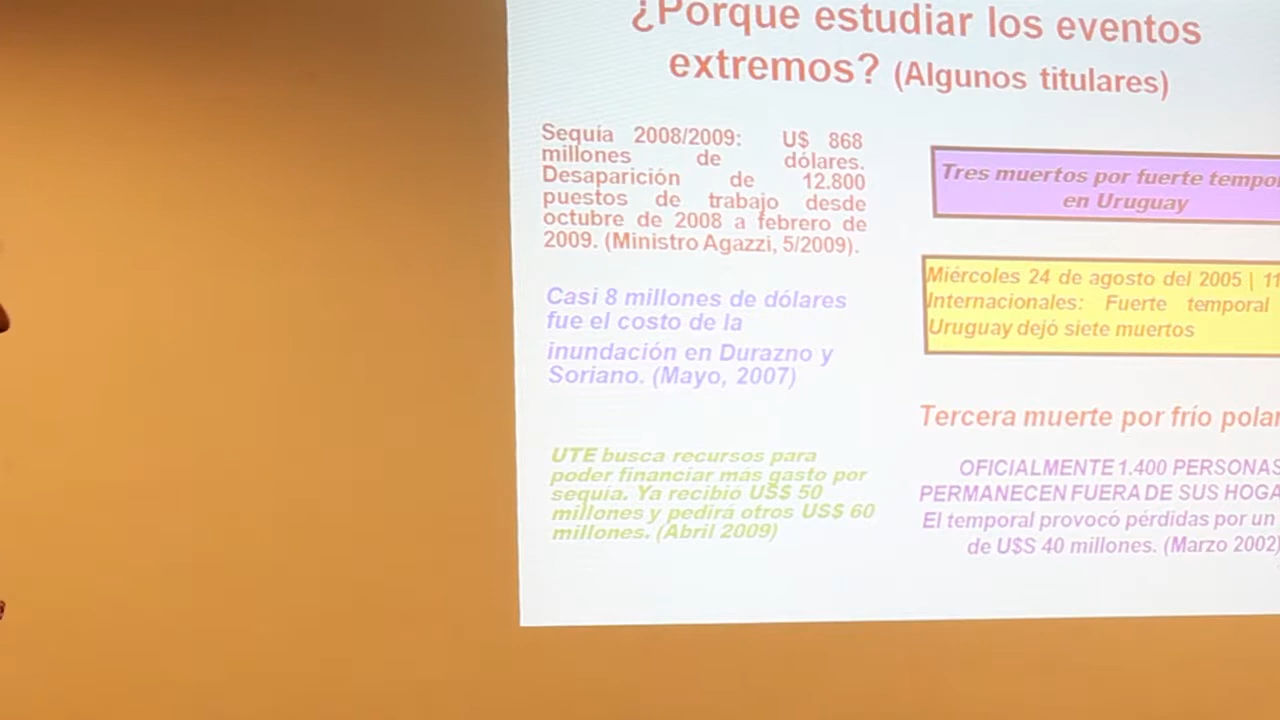 ¿Porque estudiar los eventos
extremos? (Algunos titulares)
Sequía 2008/2009: U$ 868
millones de dólares.
Desaparición de 12.800
puestos de trabajo desde
octubre de 2008 a febrero de
2009. (Ministro Agazzi, 5/2009).
Casi 8 millones de dólares
fue el costo de la
inundación en Durazno y
Soriano. (Mayo, 2007)
UTE busca recursos para
poder financiar más gasto por
sequía. Ya recibió US$ 50
millones y pedirá otros US$ 60
millones. (Abril 2009)
Tres muertos por fuerte
en Uruguay
Miércoles 24 de agosto del 2005 |
Internacionales: Fuerte temporal
Uruguay dejó siete muertos
Tercera muerte por frío polar
OFICIALMENTE 1.400 PERSONAS
PERMANECEN FUERA DE SUS
El temporal provocó pérdidas por un
de U$S 40 millones. (Marzo 2002)